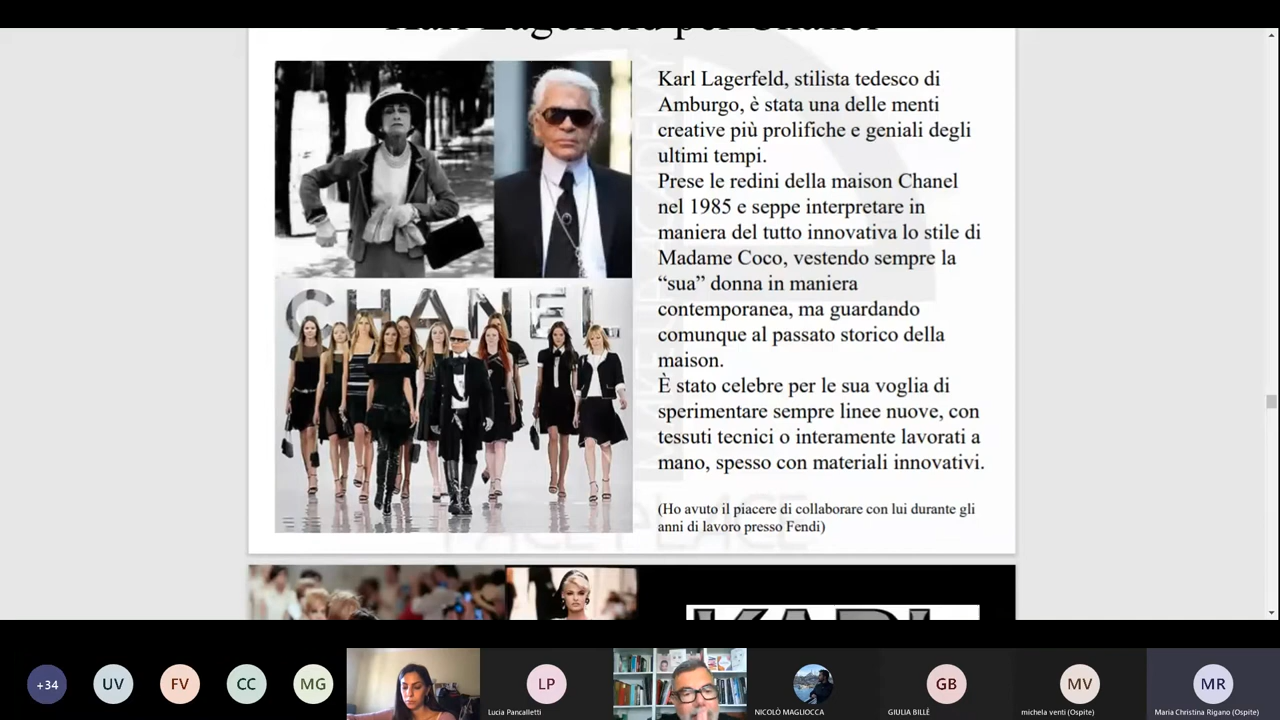 Karl Lagerfeld per Chanel
Karl Lagerfeld, stilista tedesco di
Amburgo, è stata una delle menti
creative più prolifiche e geniali degli
ultimi tempi.
Prese le redini della maison Chanel
nel 1985 e seppe interpretare in
maniera del tutto innovativa lo stile di
Madame Coco, vestendo sempre la
“sua” donna in maniera
contemporanea, ma guardando
comunque al passato storico della
maison.
È stato celebre per le sua voglia di
sperimentare sempre linee nuove, con
tessuti tecnici o interamente lavorati a
mano, spesso con materiali innovativi.
(Ho avuto il piacere di collaborare con lui durante gli
anni di lavoro presso Fendi)
CHANEL
KARL
+34
UV
FV
CC
MG
LP
Lucia Pancalletti
NICOLÒ MAGLIOCCA
GB
GIULIA BILLÈ
MV
michela venti (Ospite)
MR
Maria Christina Rigano (Ospite)